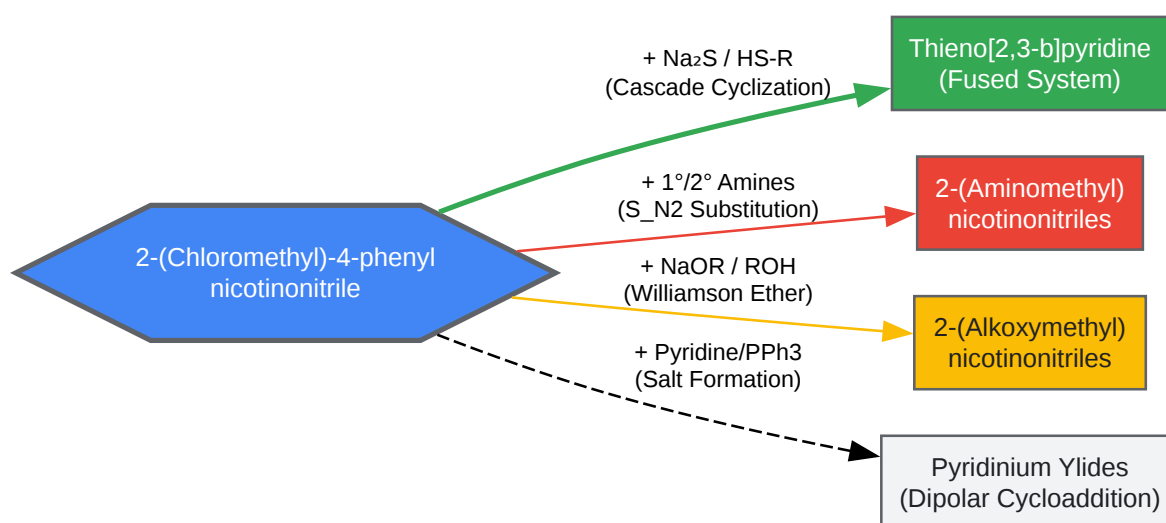 Thieno[2,3-b]pyridine
(Fused System)
+ Na₂S / HS-R
(Cascade Cyclization)
+ 1°/2° Amines
(S_N2 Substitution)
2-(Aminomethyl)
nicotinonitriles
2-(Chloromethyl)-4-phenyl
nicotinonitrile
+ NaOR / ROH
(Williamson Ether)
2-(Alkoxymethyl)
nicotinonitriles
+ Pyridine/PPh3
(Salt Formation)
Pyridinium Ylides
(Dipolar Cycloaddition)